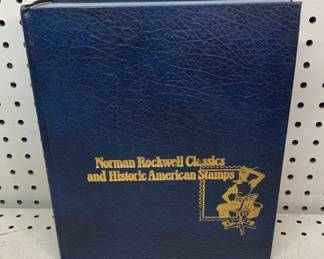 Norman Rockwell Classics
and Historic American Stamps